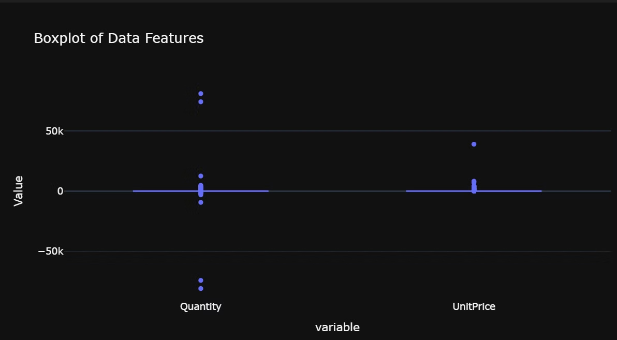 Boxplot of Data Features
50k
0
−50k
Value
Quantity
UnitPrice
variable